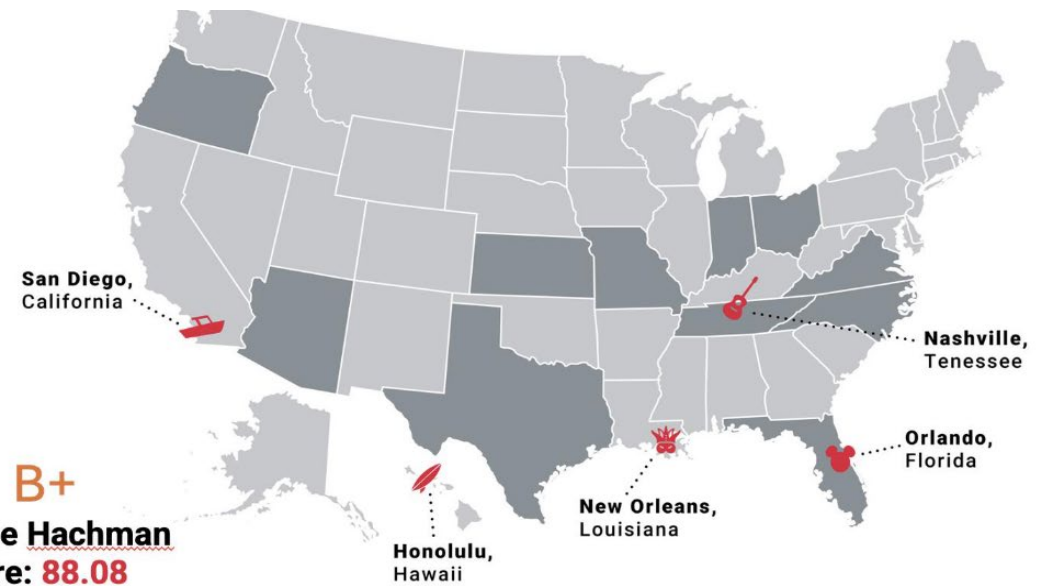 San Diego,
California
Nashville,
Tenessee
Orlando,
Florida
New Orleans,
Louisiana
Honolulu,
Hawaii
B+
e Hachman
re: 88.08